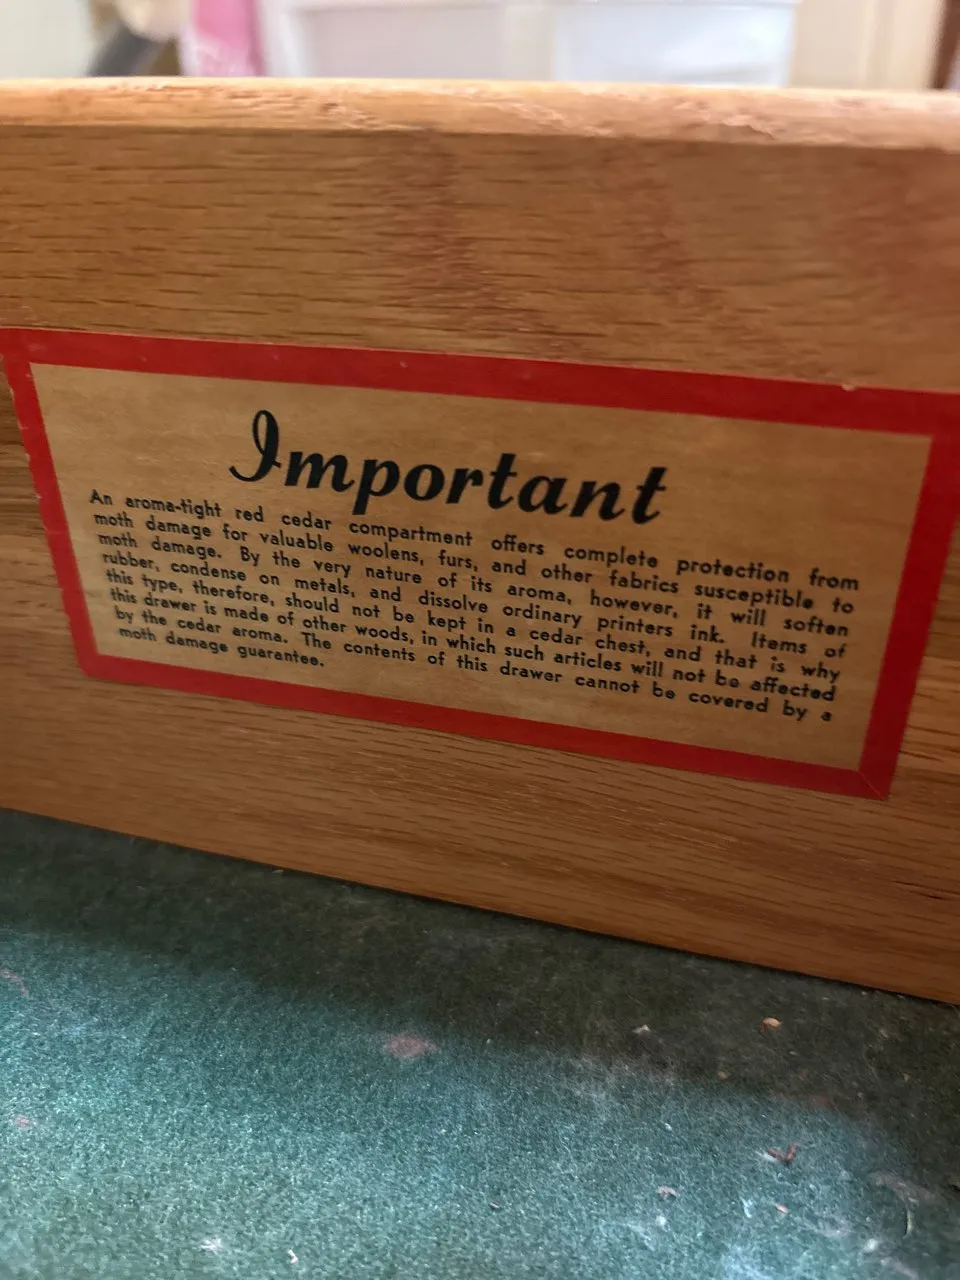 Important
An aroma-tight red cedar compartment offers complete protection from
moth damage for valuable woolens, furs, and other fabrics susceptible to
moth damage. By the very nature of its aroma, however, it will soften
rubber, condense on metals, and dissolve ordinary printers ink. Items of
this type, therefore, should not be kept in a cedar chest, and that is why
this drawer is made of other woods, in which such articles will not be affected
by the cedar aroma. The contents of this drawer cannot be covered by a
moth damage guarantee.